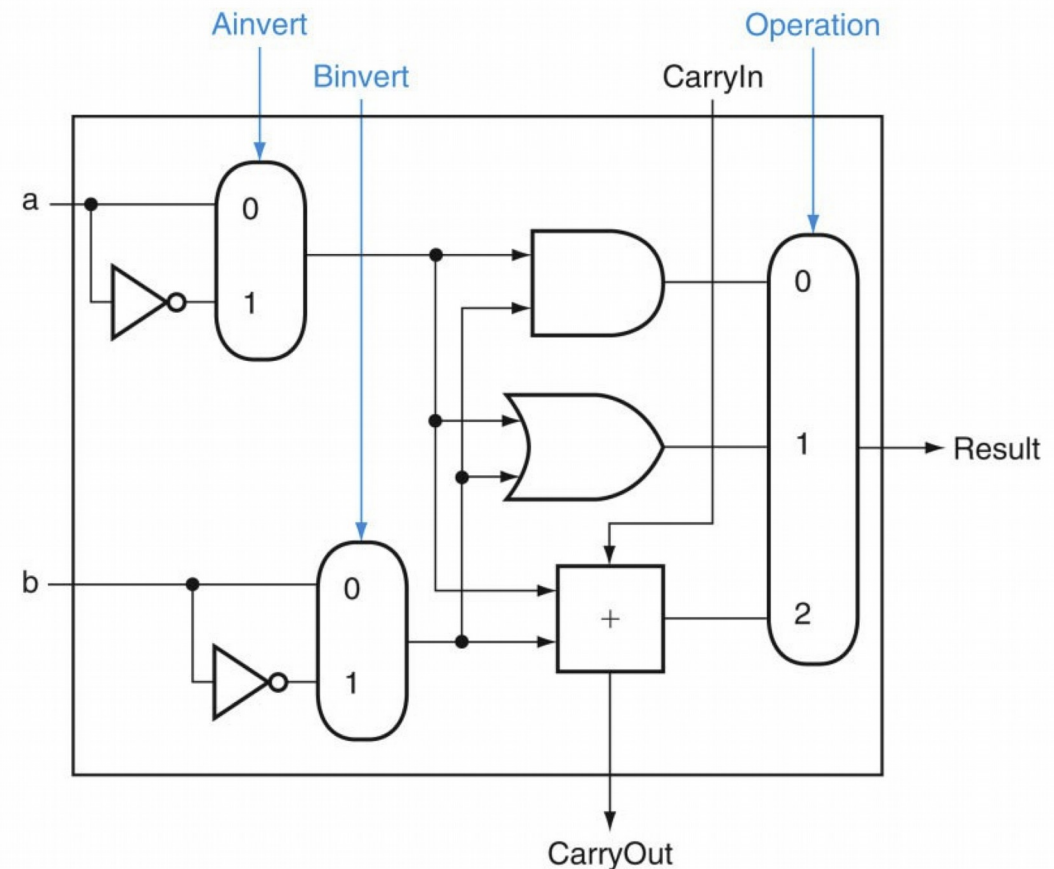 Ainvert
Operation
Binvert
CarryIn
a
0
1
0
1
Result
b
0
+
2
1
CarryOut